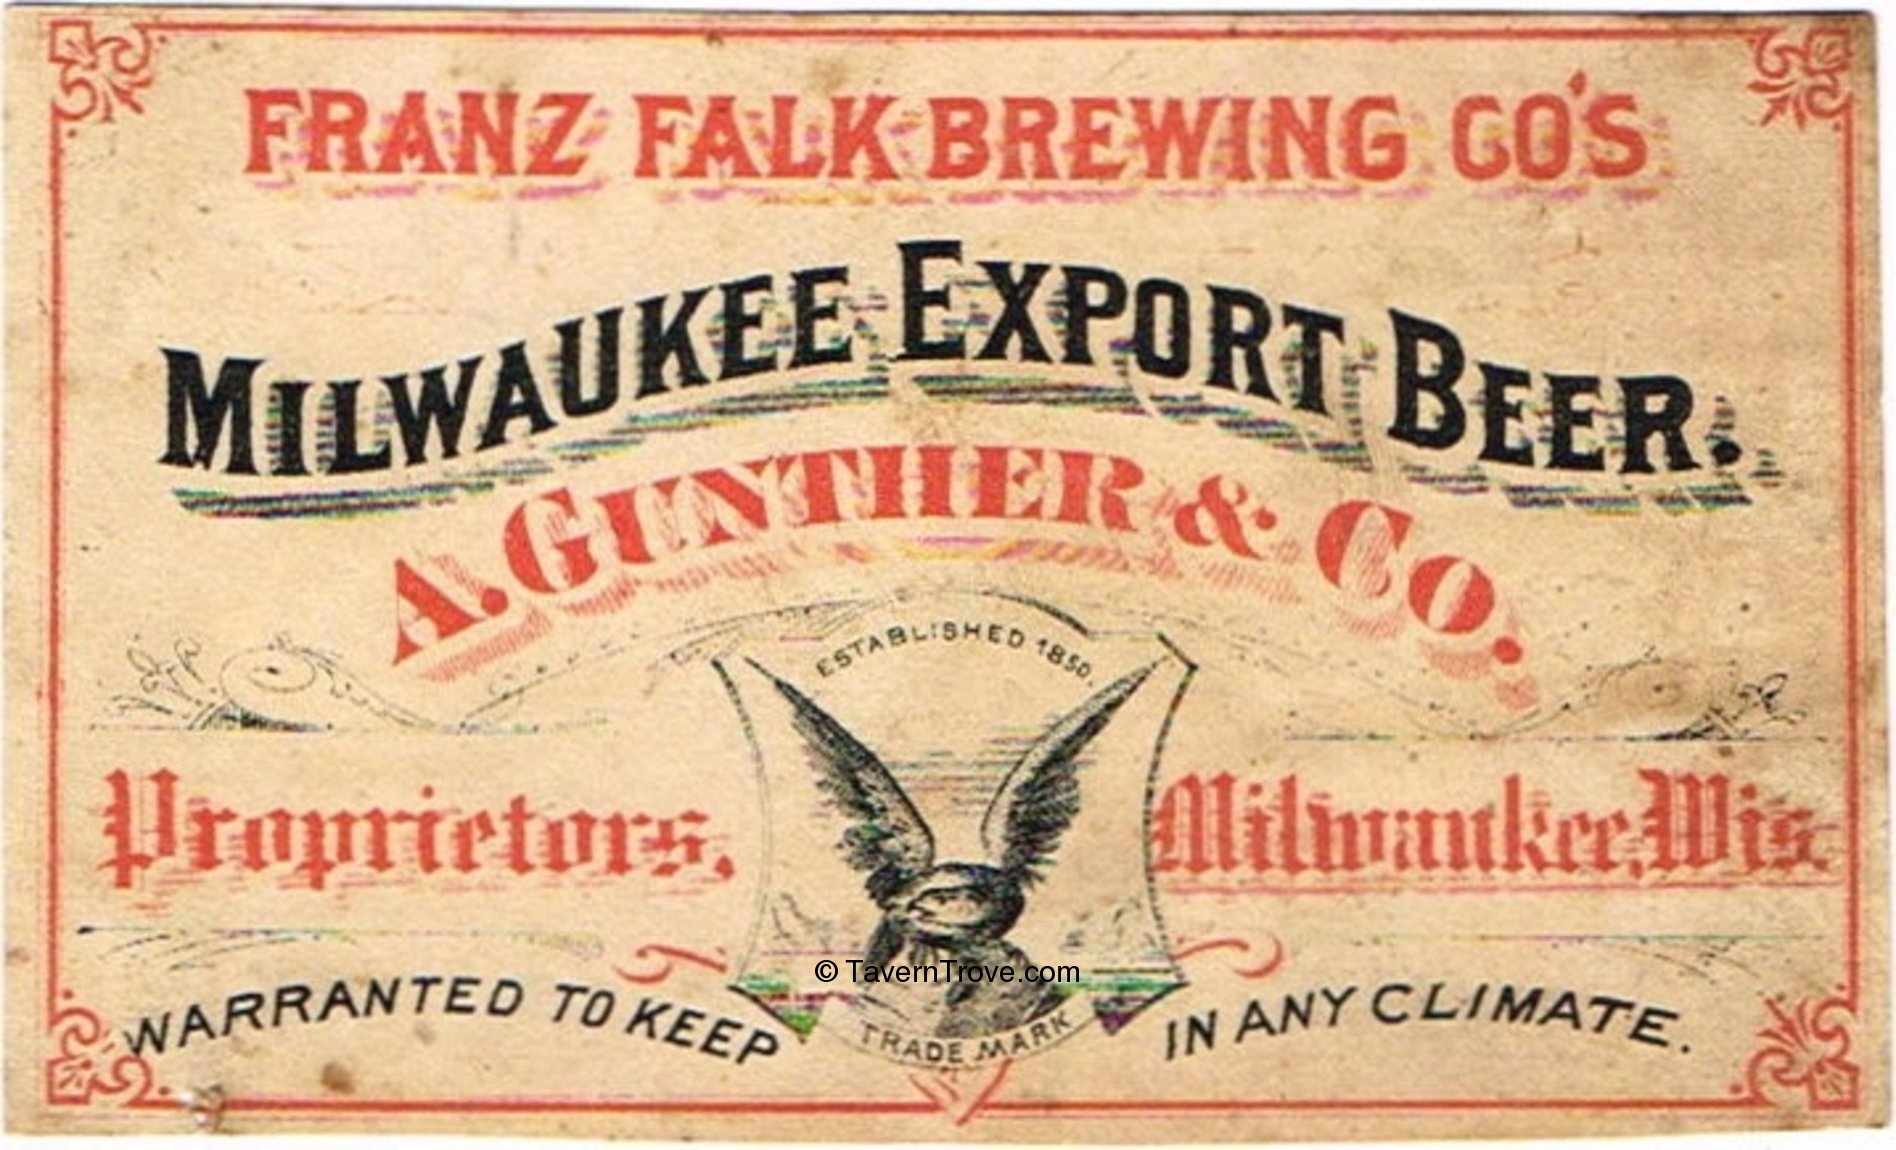 FRANZ FALK BREWING CO'S
MILWAUKEE EXPORT BEER.
A. GUNTHER & CO.
ESTABLISHED 1850.
Proprietors, Milwaukee, Wis.
© TavernTrove.com
TRADE MARK
WARRANTED TO KEEP IN ANY CLIMATE.